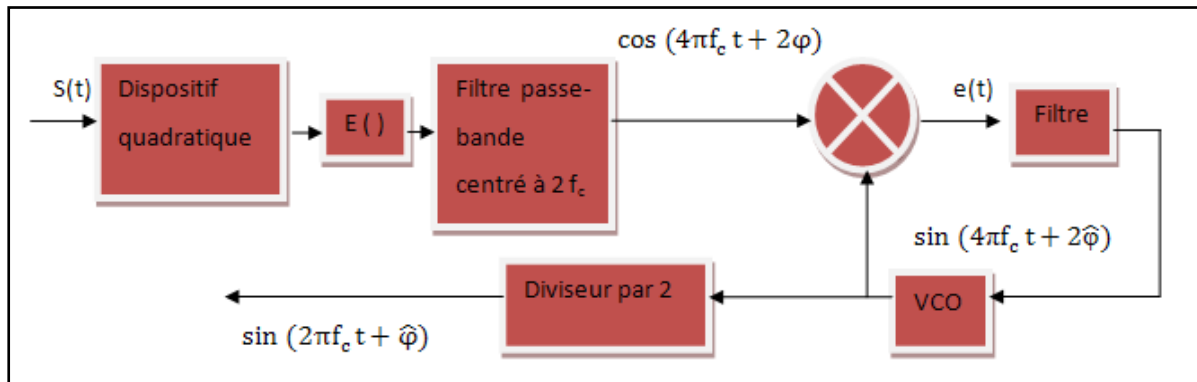 cos (4πf_c t + 2φ)
S(t)
Dispositif
quadratique
E ( )
Filtre passe-
bande
centré à 2 f_c
e(t)
Filtre
sin (4πf_c t + 2φ̂)
Diviseur par 2
VCO
sin (2πf_c t + φ̂)